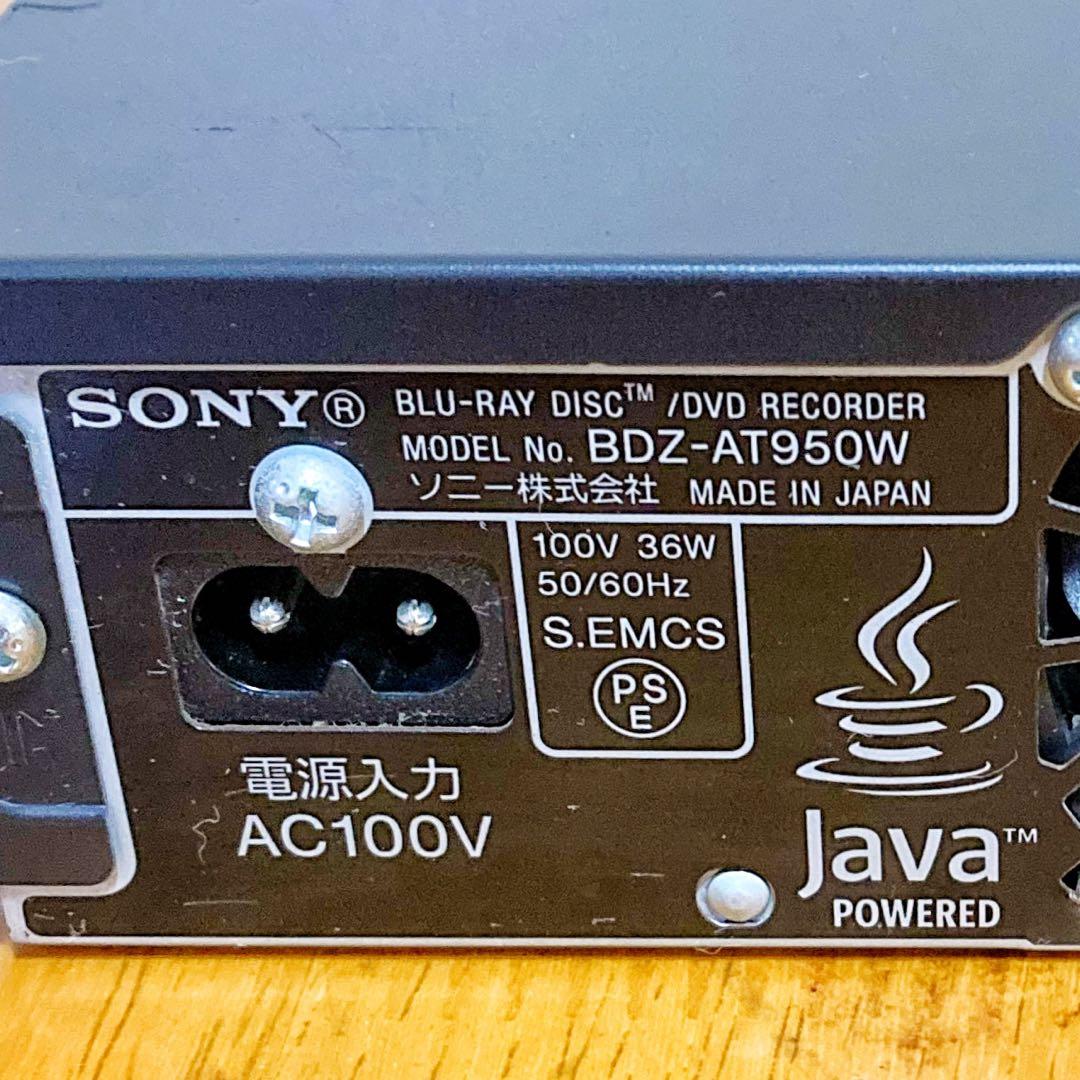 SONY® BLU-RAY DISC™ /DVD RECORDER
MODEL No. BDZ-AT950W
ソニー株式会社 MADE IN JAPAN
100V 36W
50/60Hz
S.EMCS
PS
E
電源入力
AC100V
Java™
POWERED